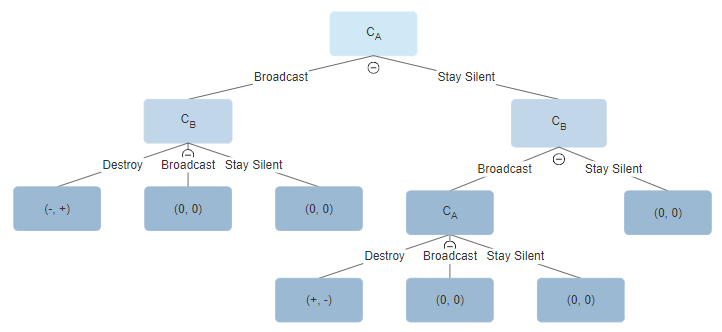 C_A
Broadcast Stay Silent
C_B C_B
Destroy Broadcast Stay Silent Broadcast Stay Silent
(-, +) (0, 0) (0, 0) C_A (0, 0)
Destroy Broadcast Stay Silent
(+, -) (0, 0) (0, 0)